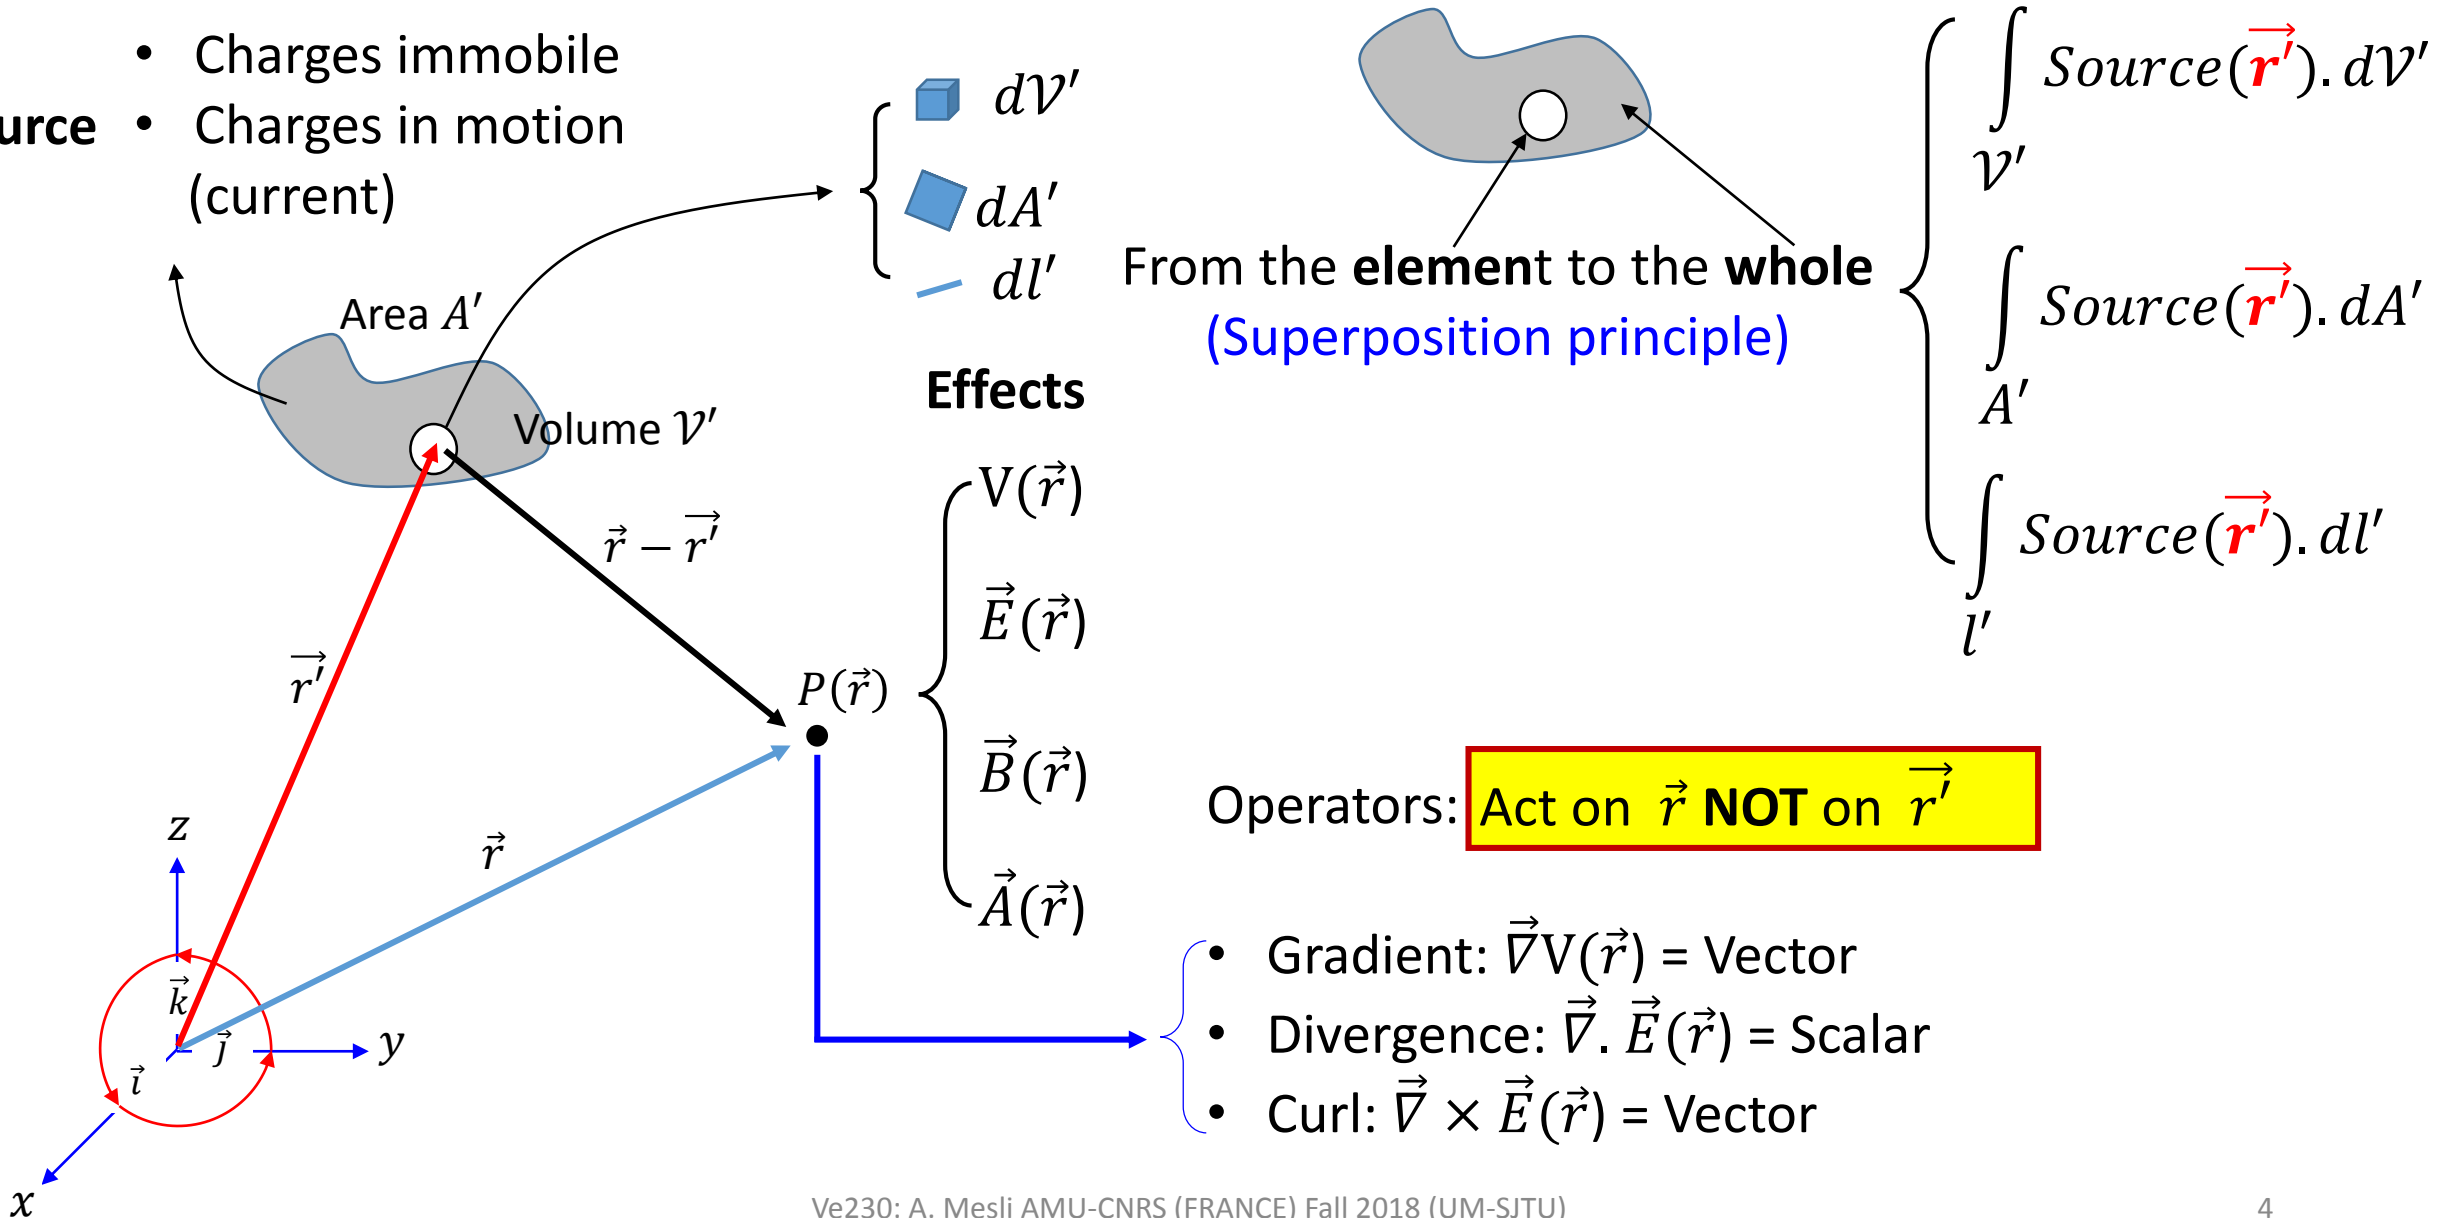 urce
• Charges immobile
• Charges in motion
(current)
Area A′
Volume 𝒱′
d𝒱′
dA′
dl′
From the element to the whole
(Superposition principle)
∫ Source(r⃗′). d𝒱′
𝒱′
∫ Source(r⃗′). dA′
A′
∫ Source(r⃗′). dl′
l′
Effects
V(r⃗)
E⃗(r⃗)
B⃗(r⃗)
A⃗(r⃗)
r⃗ − r⃗′
r⃗′
P(r⃗)
r⃗
z
k⃗
j⃗
y
i⃗
x
Operators: Act on r⃗ NOT on r⃗′
• Gradient: ∇⃗V(r⃗) = Vector
• Divergence: ∇⃗. E⃗(r⃗) = Scalar
• Curl: ∇⃗ × E⃗(r⃗) = Vector
Ve230: A. Mesli AMU-CNRS (FRANCE) Fall 2018 (UM-SJTU)
4